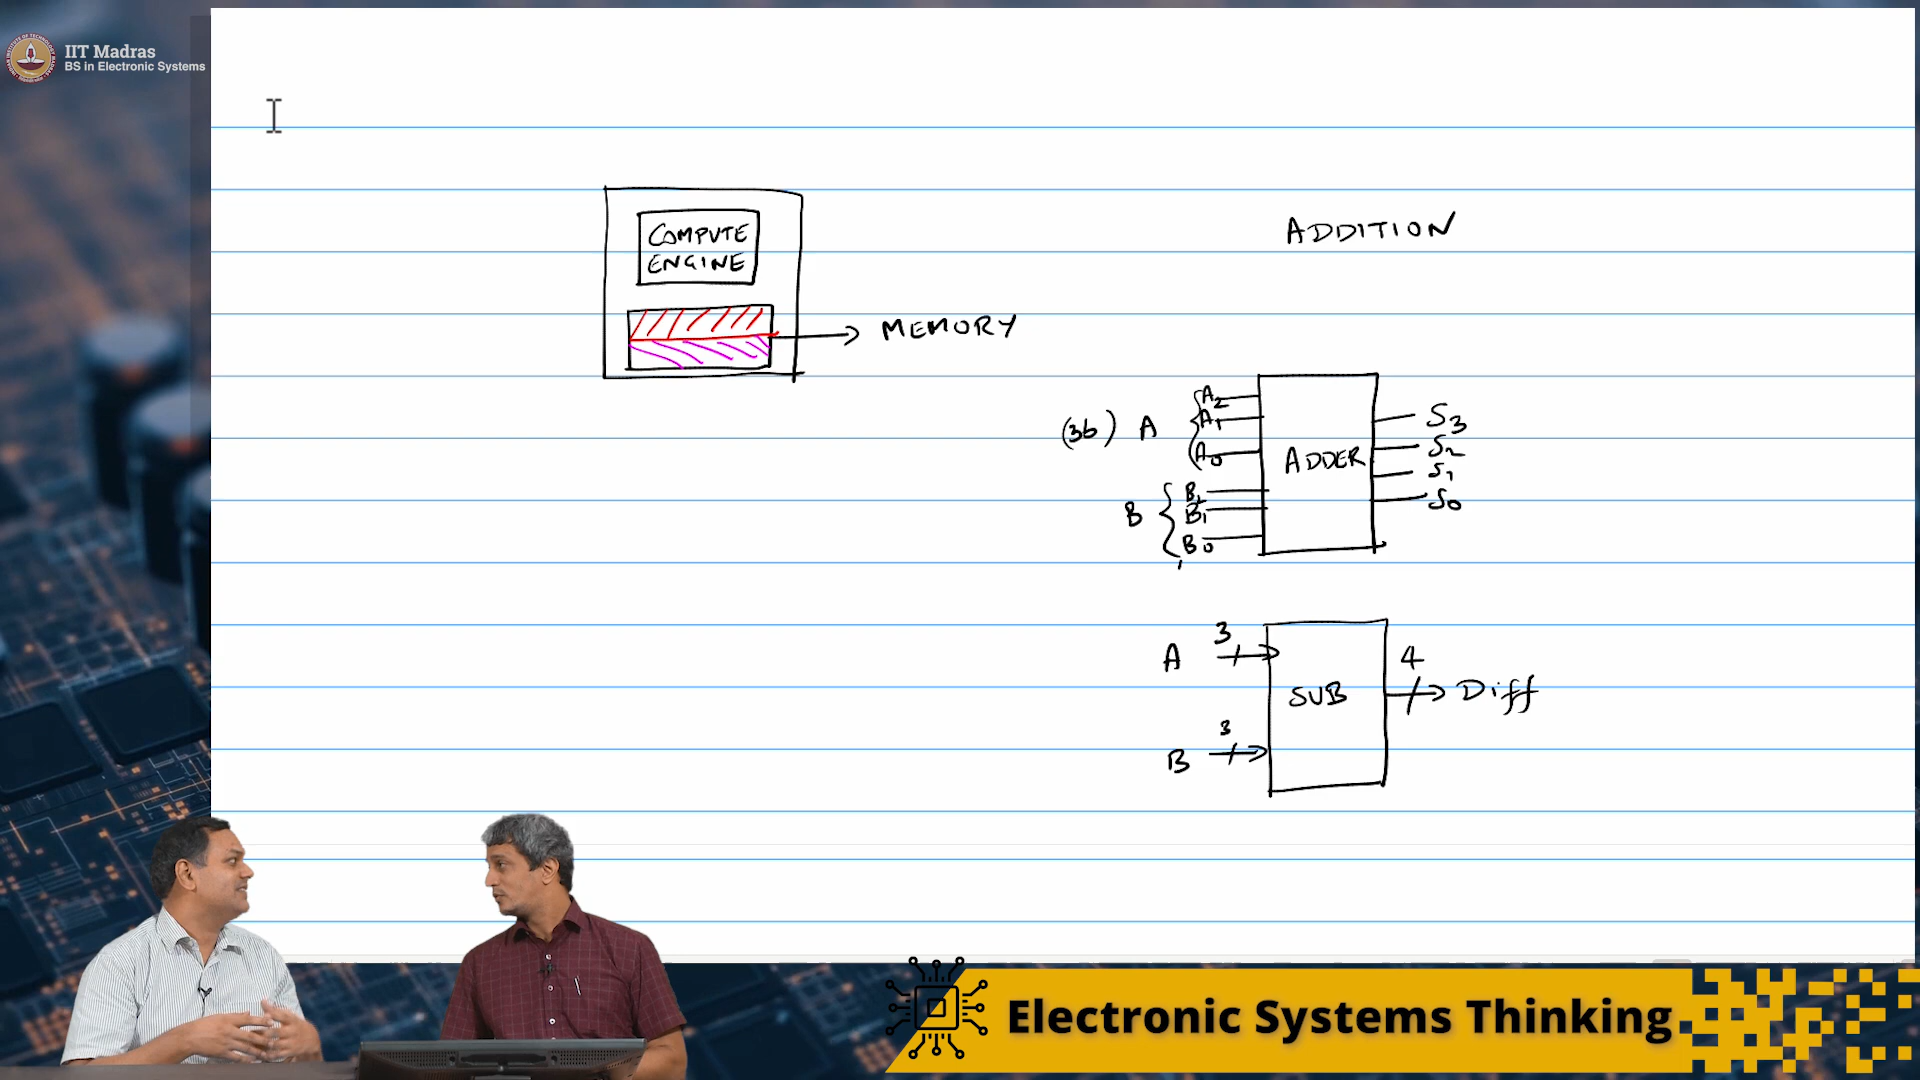 IIT Madras
BS in Electronic Systems
COMPUTE
ENGINE
MEMORY
ADDITION
(3b) A
A2
A1
A0
B
B1
B0
ADDER
S3
S2
S1
S0
A 3
B 3
SUB
4
Diff
Electronic Systems Thinking